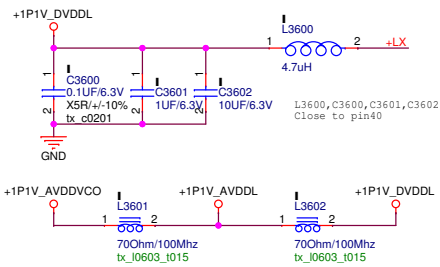 +1P1V_DVDDL
L3600
1
2
+LX
4.7uH
1
1
1
C3600
0.1UF/6.3V
X5R/+/-10%
tx_c0201
2
C3601
1UF/6.3V
2
C3602
10UF/6.3V
2
L3600,C3600,C3601,C3602
Close to pin40
GND
+1P1V_AVDDVCO
L3601
+1P1V_AVDDL
L3602
+1P1V_DVDDL
1
2
1
2
70Ohm/100Mhz
tx_l0603_t015
70Ohm/100Mhz
tx_l0603_t015